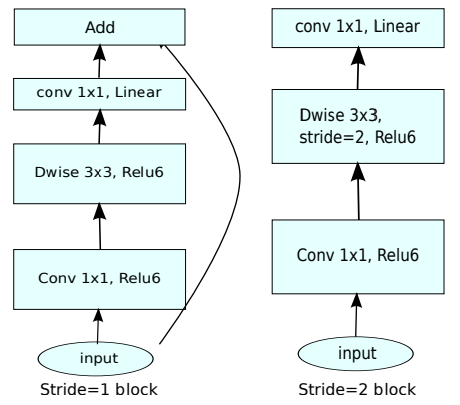 Add
conv 1x1, Linear
Dwise 3x3, Relu6
Conv 1x1, Relu6
input
Stride=1 block
conv 1x1, Linear
Dwise 3x3,
stride=2, Relu6
Conv 1x1, Relu6
input
Stride=2 block